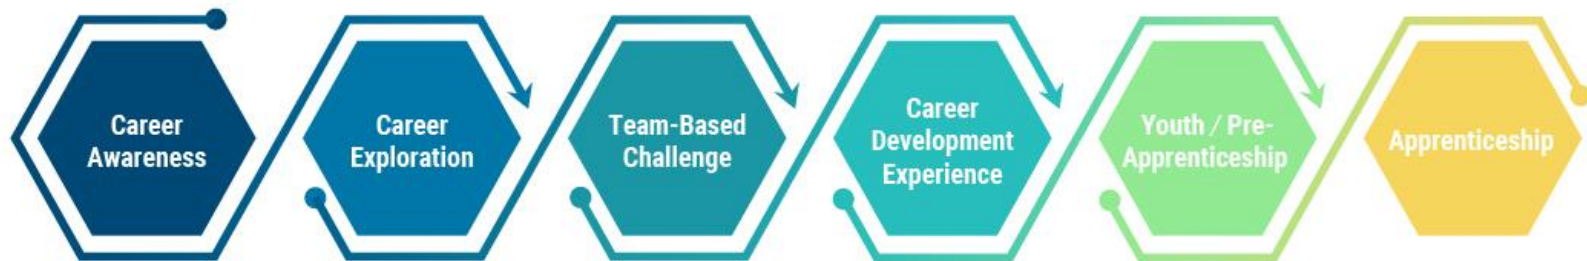 Career
Awareness
Career
Exploration
Team-Based
Challenge
Career
Development
Experience
Youth / Pre-
Apprenticeship
Apprenticeship